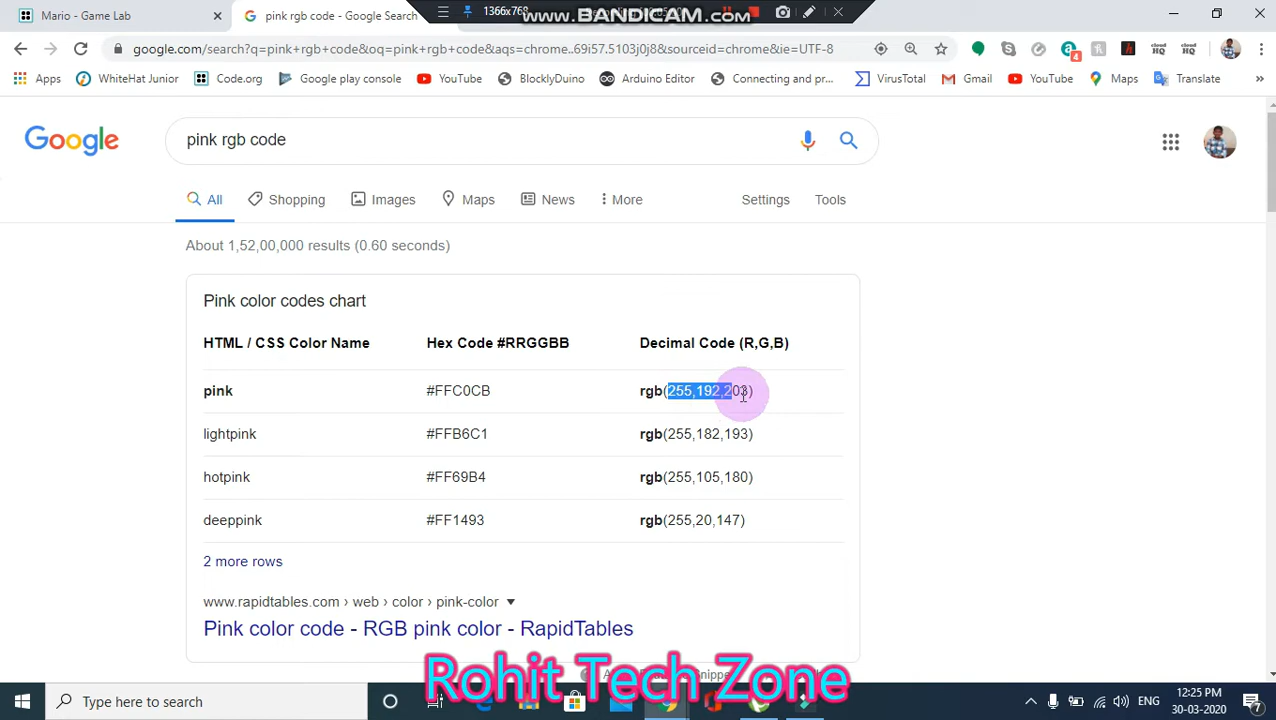 Mario - Game Lab
pink rgb code - Google Search
1366x768
www.BANDICAM.com
google.com/search?q=pink+rgb+code&oq=pink+rgb+code&aqs=chrome..69i57.5103j0j8&sourceid=chrome&ie=UTF-8
4
cloud HQ
cloud HQ
Apps
WhiteHat Junior
Code.org
Google play console
YouTube
BlocklyDuino
Arduino Editor
Connecting and pr...
VirusTotal
Gmail
YouTube
Maps
Translate
Google
pink rgb code
All
Shopping
Images
Maps
News
More
Settings
Tools
About 1,52,00,000 results (0.60 seconds)
Pink color codes chart
HTML / CSS Color Name Hex Code #RRGGBB Decimal Code (R,G,B)
pink #FFC0CB rgb(255,192,203)
lightpink #FFB6C1 rgb(255,182,193)
hotpink #FF69B4 rgb(255,105,180)
deeppink #FF1493 rgb(255,20,147)
2 more rows
www.rapidtables.com › web › color › pink-color
Pink color code - RGB pink color - RapidTables
Rohit Tech Zone
Type here to search
ENG
12:25 PM
30-03-2020
7